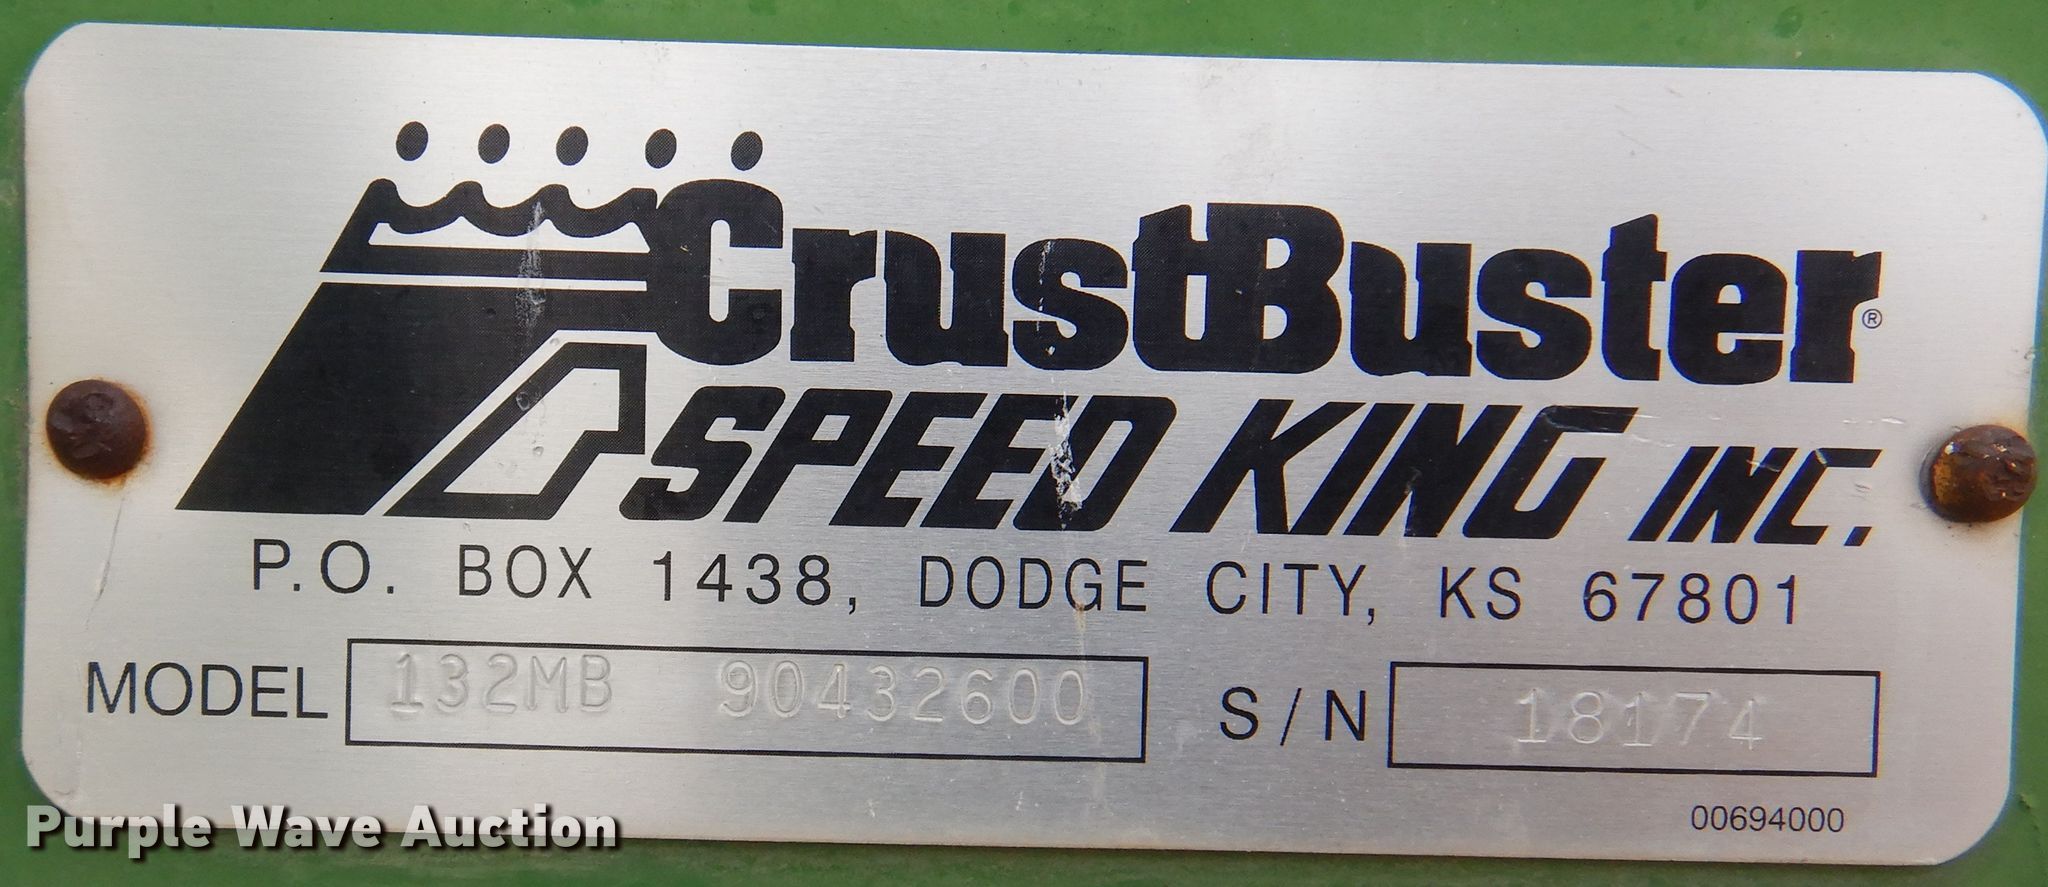 CrustBuster®
SPEED KING INC.
P.O. BOX 1438, DODGE CITY, KS 67801
MODEL 132MB 90432600 S/N 18174
00694000
Purple Wave Auction